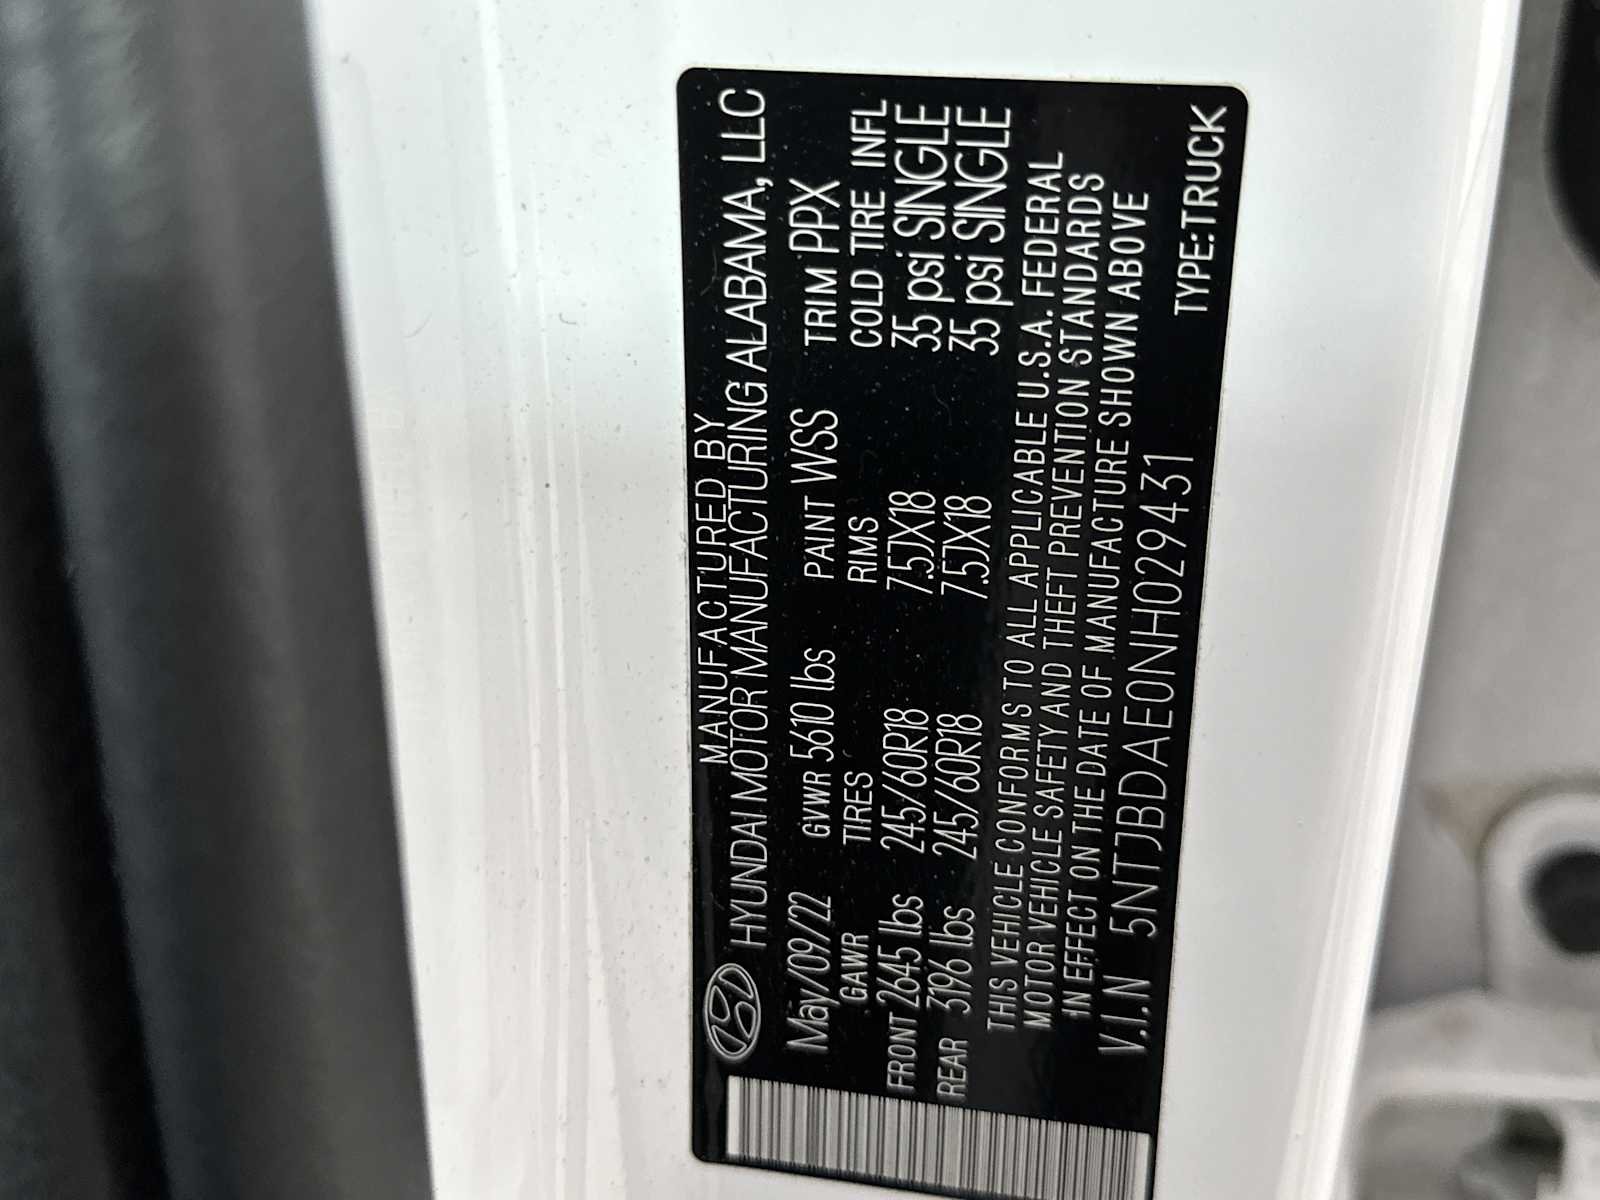 MANUFACTURED BY
HYUNDAI MOTOR MANUFACTURING ALABAMA, LLC
May/09/22 GVWR 5610 lbs PAINT WSS TRIM PPX
GAWR TIRES RIMS COLD TIRE INFL
FRONT 2645 lbs 245/60R18 7.5JX18 35 psi SINGLE
REAR 3196 lbs 245/60R18 7.5JX18 35 psi SINGLE
THIS VEHICLE CONFORMS TO ALL APPLICABLE U.S.A. FEDERAL
MOTOR VEHICLE SAFETY AND THEFT PREVENTION STANDARDS
IN EFFECT ON THE DATE OF MANUFACTURE SHOWN ABOVE
V.I.N 5NTJBDAE0NH029431 TYPE:TRUCK